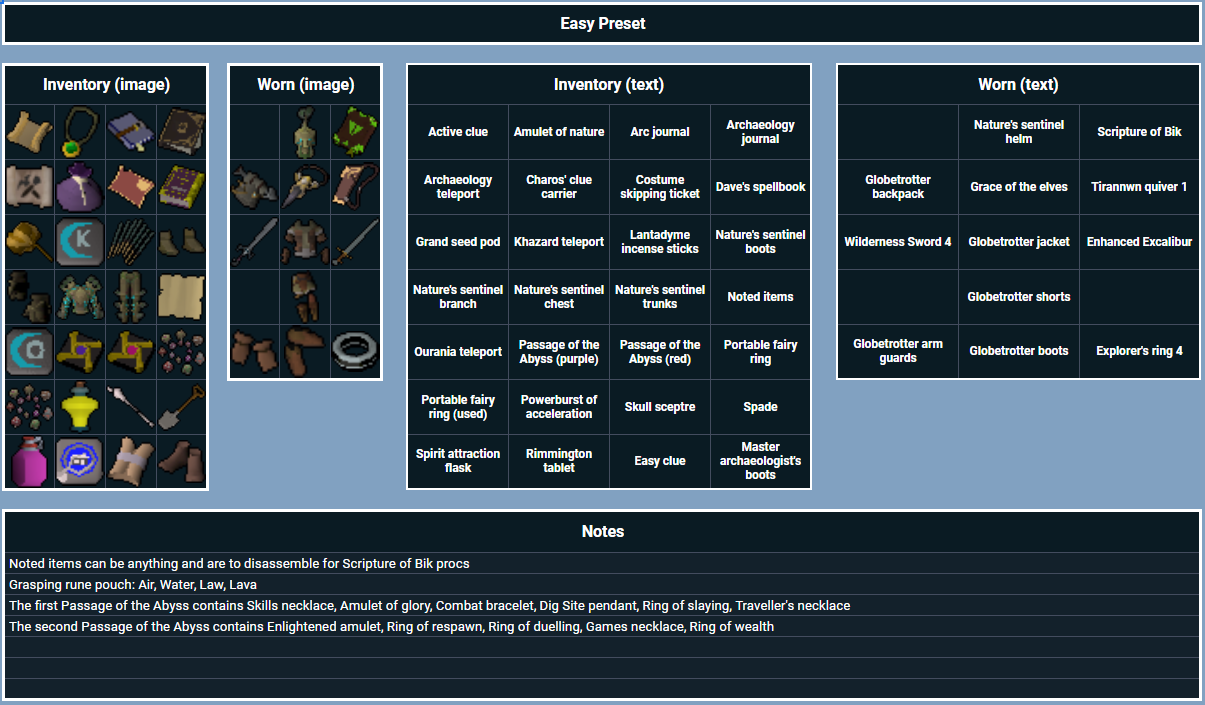 Easy Preset
Inventory (image)
Worn (image)
Inventory (text)
Worn (text)
Active clue
Amulet of nature
Arc journal
Archaeology
journal
Nature's sentinel
helm
Scripture of Bik
Archaeology
teleport
Charos' clue
carrier
Costume
skipping ticket
Dave's spellbook
Globetrotter
backpack
Grace of the elves
Tirannwn quiver 1
Grand seed pod
Khazard teleport
Lantadyme
incense sticks
Nature's sentinel
boots
Wilderness Sword 4
Globetrotter jacket
Enhanced Excalibur
Nature's sentinel
branch
Nature's sentinel
chest
Nature's sentinel
trunks
Noted items
Globetrotter shorts
Ourania teleport
Passage of the
Abyss (purple)
Passage of the
Abyss (red)
Portable fairy
ring
Globetrotter arm
guards
Globetrotter boots
Explorer's ring 4
Portable fairy
ring (used)
Powerburst of
acceleration
Skull sceptre
Spade
Spirit attraction
flask
Rimmington
tablet
Easy clue
Master
archaeologist's
boots
Notes
Noted items can be anything and are to disassemble for Scripture of Bik procs
Grasping rune pouch: Air, Water, Law, Lava
The first Passage of the Abyss contains Skills necklace, Amulet of glory, Combat bracelet, Dig Site pendant, Ring of slaying, Traveller's necklace
The second Passage of the Abyss contains Enlightened amulet, Ring of respawn, Ring of duelling, Games necklace, Ring of wealth